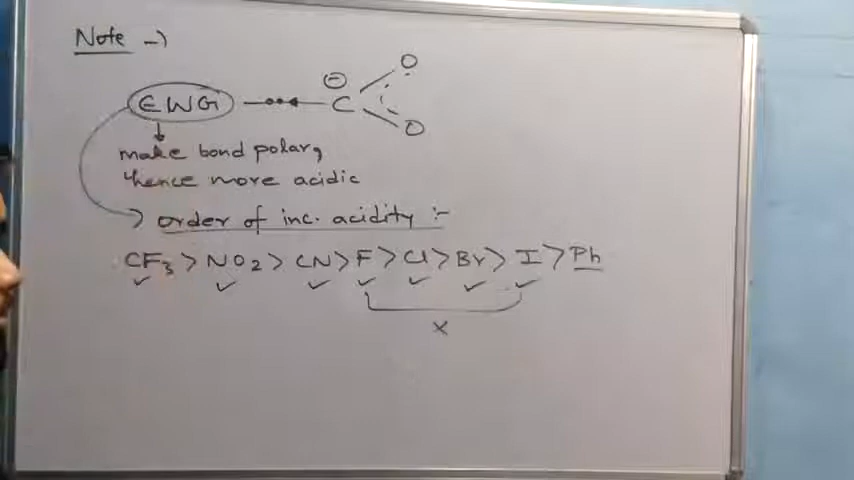 Note →
EWG — C ⊖ O O
make bond polar,
hence more acidic
order of inc. acidity :-
CF₃ > NO₂ > CN > F > Cl > Br > I > Ph
X